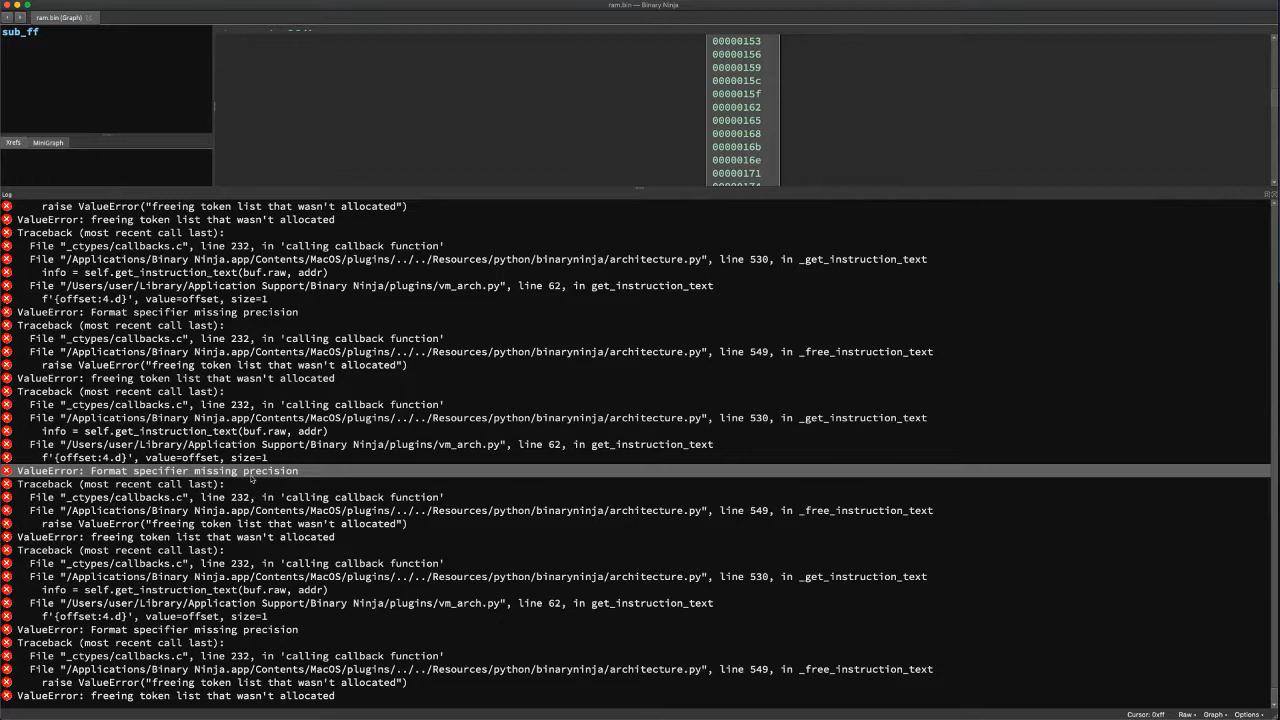 ram.bin — Binary Ninja
ram.bin (Graph)
sub_ff
00000153
00000156
00000159
0000015c
0000015f
00000162
00000165
00000168
0000016b
0000016e
00000171
Xrefs MiniGraph
Log
raise ValueError("freeing token list that wasn't allocated")
ValueError: freeing token list that wasn't allocated
Traceback (most recent call last):
File "_ctypes/callbacks.c", line 232, in 'calling callback function'
File "/Applications/Binary Ninja.app/Contents/MacOS/plugins/../../Resources/python/binaryninja/architecture.py", line 530, in _get_instruction_text
info = self.get_instruction_text(buf.raw, addr)
File "/Users/user/Library/Application Support/Binary Ninja/plugins/vm_arch.py", line 62, in get_instruction_text
f'{offset:4.d}', value=offset, size=1
ValueError: Format specifier missing precision
Traceback (most recent call last):
File "_ctypes/callbacks.c", line 232, in 'calling callback function'
File "/Applications/Binary Ninja.app/Contents/MacOS/plugins/../../Resources/python/binaryninja/architecture.py", line 549, in _free_instruction_text
raise ValueError("freeing token list that wasn't allocated")
ValueError: freeing token list that wasn't allocated
Traceback (most recent call last):
File "_ctypes/callbacks.c", line 232, in 'calling callback function'
File "/Applications/Binary Ninja.app/Contents/MacOS/plugins/../../Resources/python/binaryninja/architecture.py", line 530, in _get_instruction_text
info = self.get_instruction_text(buf.raw, addr)
File "/Users/user/Library/Application Support/Binary Ninja/plugins/vm_arch.py", line 62, in get_instruction_text
f'{offset:4.d}', value=offset, size=1
ValueError: Format specifier missing precision
Traceback (most recent call last):
File "_ctypes/callbacks.c", line 232, in 'calling callback function'
File "/Applications/Binary Ninja.app/Contents/MacOS/plugins/../../Resources/python/binaryninja/architecture.py", line 549, in _free_instruction_text
raise ValueError("freeing token list that wasn't allocated")
ValueError: freeing token list that wasn't allocated
Traceback (most recent call last):
File "_ctypes/callbacks.c", line 232, in 'calling callback function'
File "/Applications/Binary Ninja.app/Contents/MacOS/plugins/../../Resources/python/binaryninja/architecture.py", line 530, in _get_instruction_text
info = self.get_instruction_text(buf.raw, addr)
File "/Users/user/Library/Application Support/Binary Ninja/plugins/vm_arch.py", line 62, in get_instruction_text
f'{offset:4.d}', value=offset, size=1
ValueError: Format specifier missing precision
Traceback (most recent call last):
File "_ctypes/callbacks.c", line 232, in 'calling callback function'
File "/Applications/Binary Ninja.app/Contents/MacOS/plugins/../../Resources/python/binaryninja/architecture.py", line 549, in _free_instruction_text
raise ValueError("freeing token list that wasn't allocated")
ValueError: freeing token list that wasn't allocated
Cursor: 0xff Raw Graph Options